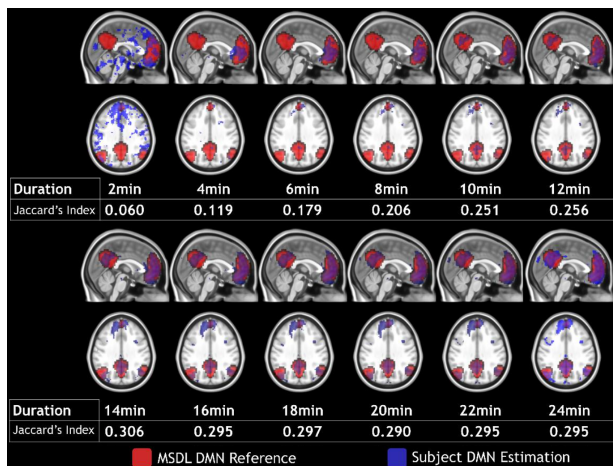 Duration 2min 4min 6min 8min 10min 12min
Jaccard's Index 0.060 0.119 0.179 0.206 0.251 0.256
Duration 14min 16min 18min 20min 22min 24min
Jaccard's Index 0.306 0.295 0.297 0.290 0.295 0.295
MSDL DMN Reference Subject DMN Estimation